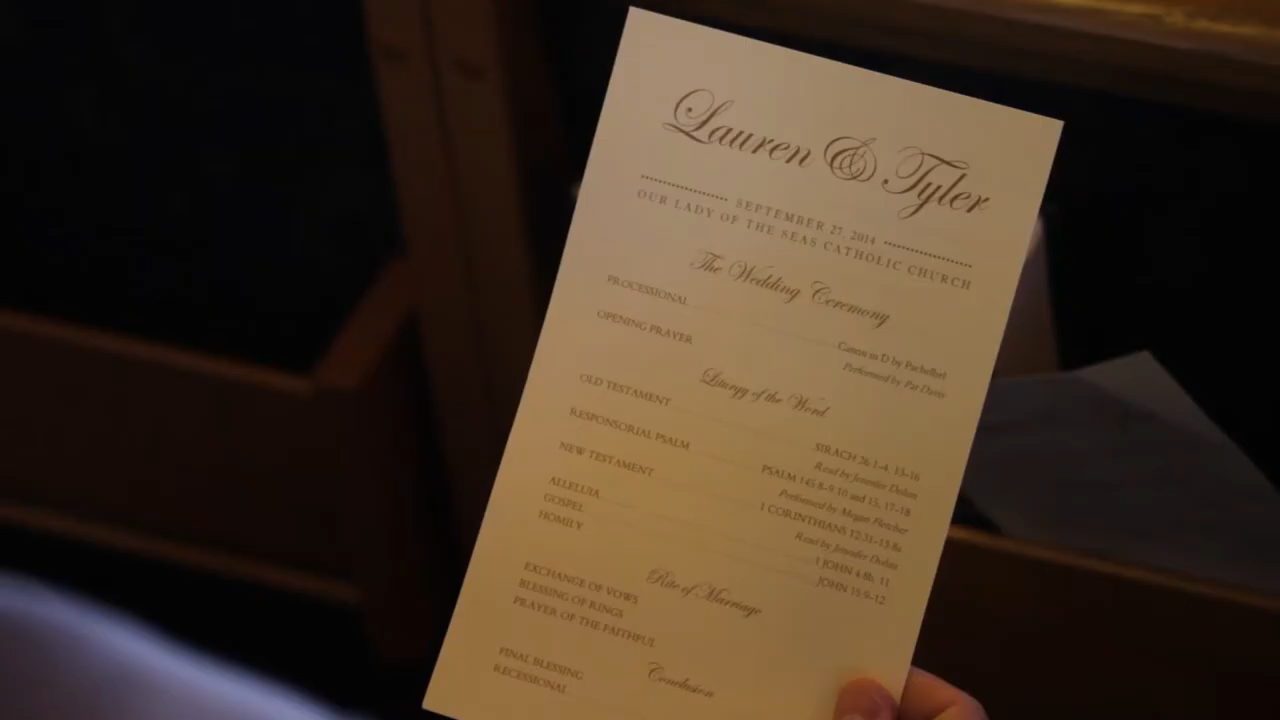 Lauren & Tyler
SEPTEMBER 27, 2014
OUR LADY OF THE SEAS CATHOLIC CHURCH
The Wedding Ceremony
PROCESSIONAL
Canon in D by Pachelbel
Performed by Pat Davis
OPENING PRAYER
Liturgy of the Word
OLD TESTAMENT
SIRACH 26 1-4, 13-16
Read by Jennifer
RESPONSORIAL PSALM
PSALM 145 8-9 10 and 15, 17-18
Performed by Megan Fletcher
NEW TESTAMENT
1 CORINTHIANS 12:31-13:8a
Read by Jennifer
ALLELUIA
1 JOHN 4 8b, 11
GOSPEL
JOHN 15 9-12
HOMILY
Rite of Marriage
EXCHANGE OF VOWS
BLESSING OF RINGS
PRAYER OF THE FAITHFUL
Conclusion
FINAL BLESSING
RECESSIONAL